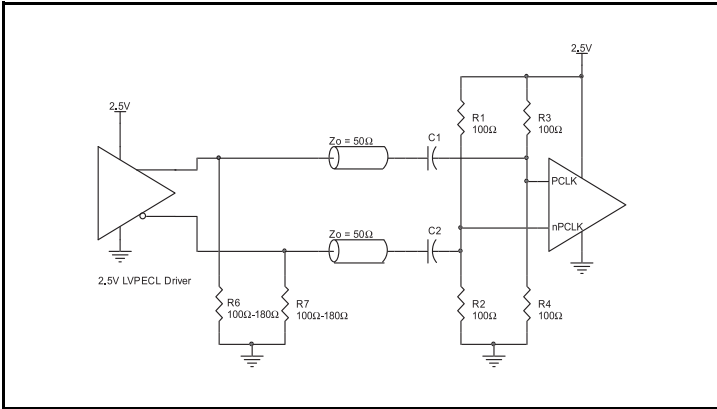 2.5V
2.5V
R1
100Ω
R3
100Ω
Zo = 50Ω
C1
PCLK
nPCLK
Zo = 50Ω
C2
2.5V LVPECL Driver
R6
100Ω-180Ω
R7
100Ω-180Ω
R2
100Ω
R4
100Ω